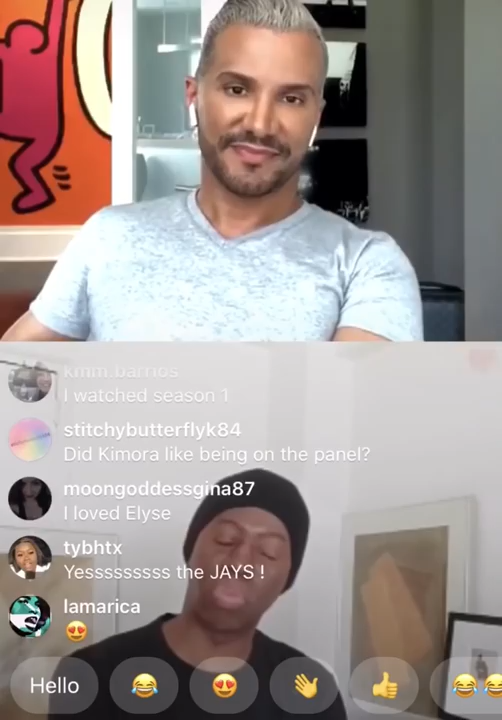 kmm.barrios
I watched season 1
stitchybutterflyk84
Did Kimora like being on the panel?
moongoddessgina87
I loved Elyse
tybhtx
Yesssssssss the JAYS !
lamarica
😍
Hello 😂 😍 👋 👍 😂😂